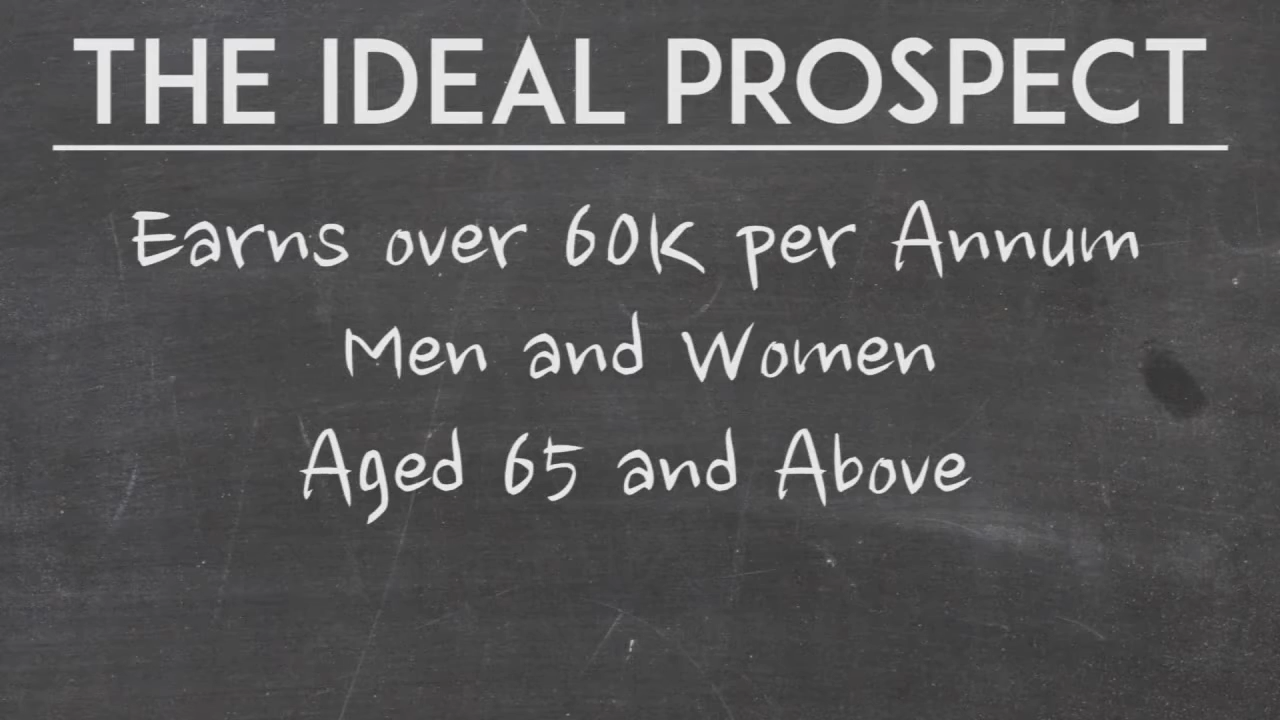 THE IDEAL PROSPECT
Earns over 60K per Annum
Men and Women
Aged 65 and Above